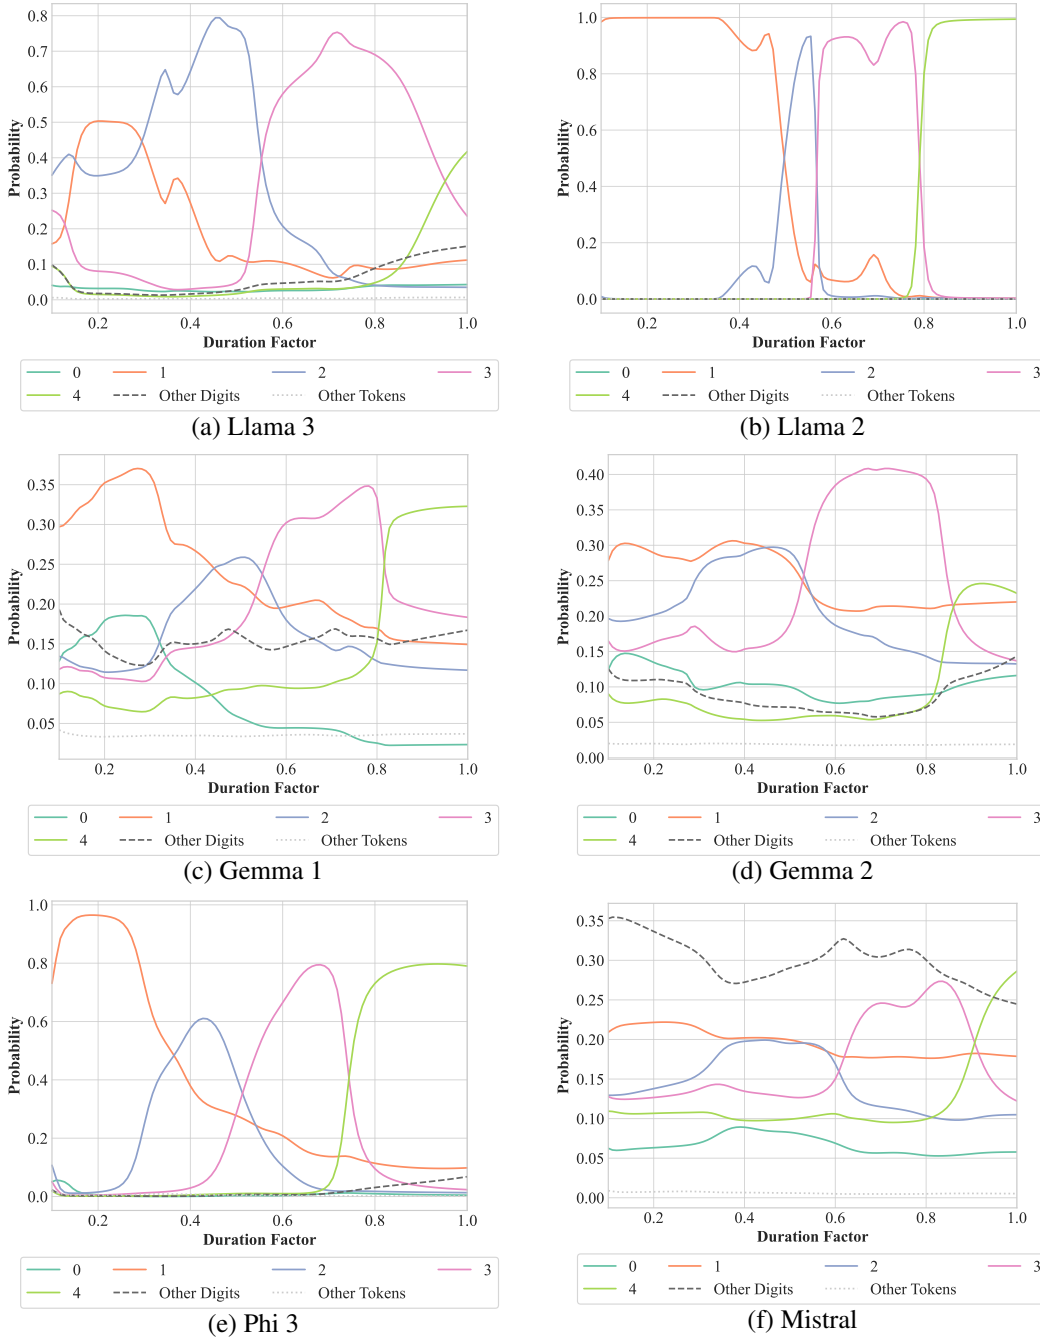 0.8
0.7
0.6
0.5
0.4
0.3
0.2
0.1
0.0
Probability
0.2 0.4 0.6 0.8 1.0
Duration Factor
0 1 2 3
4 Other Digits Other Tokens
(a) Llama 3
1.0
0.8
0.6
0.4
0.2
0.0
Probability
0.2 0.4 0.6 0.8 1.0
Duration Factor
0 1 2 3
4 Other Digits Other Tokens
(b) Llama 2
0.35
0.30
0.25
0.20
0.15
0.10
0.05
Probability
0.2 0.4 0.6 0.8 1.0
Duration Factor
0 1 2 3
4 Other Digits Other Tokens
(c) Gemma 1
0.40
0.35
0.30
0.25
0.20
0.15
0.10
0.05
0.00
Probability
0.2 0.4 0.6 0.8 1.0
Duration Factor
0 1 2 3
4 Other Digits Other Tokens
(d) Gemma 2
1.0
0.8
0.6
0.4
0.2
0.0
Probability
0.2 0.4 0.6 0.8 1.0
Duration Factor
0 1 2 3
4 Other Digits Other Tokens
(e) Phi 3
0.35
0.30
0.25
0.20
0.15
0.10
0.05
0.00
Probability
0.2 0.4 0.6 0.8 1.0
Duration Factor
0 1 2 3
4 Other Digits Other Tokens
(f) Mistral